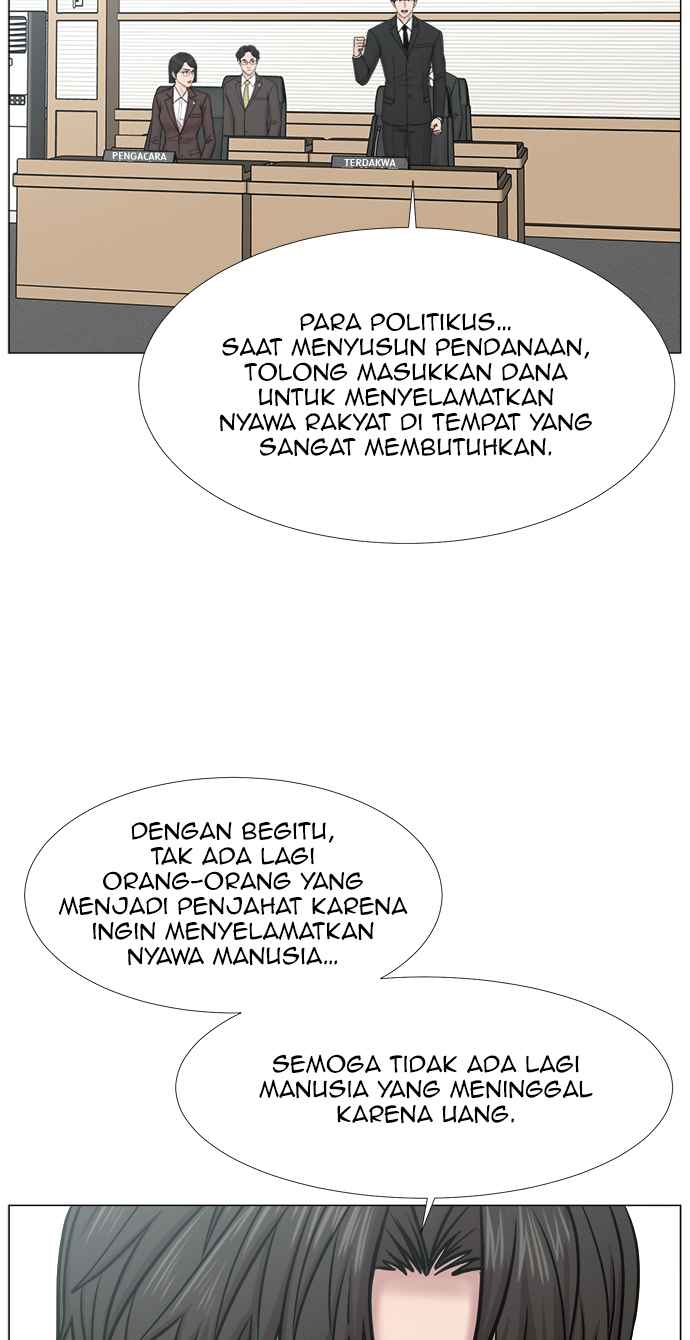 PENGACARA
TERDAKWA
PARA POLITIKUS...
SAAT MENYUSUN PENDANAAN,
TOLONG MASUKKAN DANA
UNTUK MENYELAMATKAN
NYAWA RAKYAT DI TEMPAT YANG
SANGAT MEMBUTUHKAN.
DENGAN BEGITU,
TAK ADA LAGI
ORANG-ORANG YANG
MENJADI PENJAHAT KARENA
INGIN MENYELAMATKAN
NYAWA MANUSIA...
SEMOGA TIDAK ADA LAGI
MANUSIA YANG MENINGGAL
KARENA UANG.